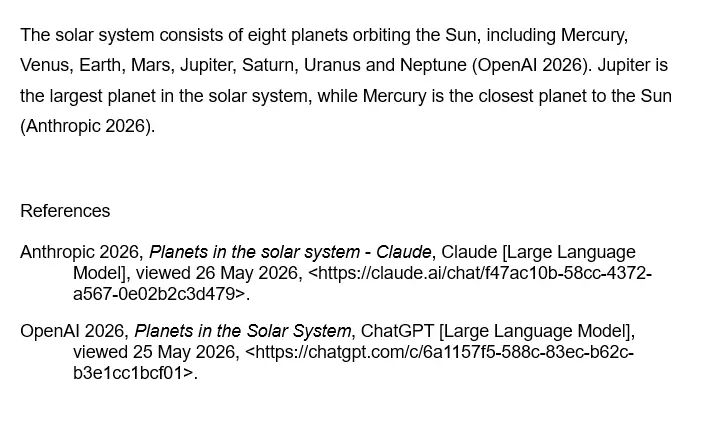 The solar system consists of eight planets orbiting the Sun, including Mercury,
Venus, Earth, Mars, Jupiter, Saturn, Uranus and Neptune (OpenAI 2026). Jupiter is
the largest planet in the solar system, while Mercury is the closest planet to the Sun
(Anthropic 2026).
References
Anthropic 2026, Planets in the solar system - Claude, Claude [Large Language
Model], viewed 26 May 2026, <https://claude.ai/chat/f47ac10b-58cc-4372-
a567-0e02b2c3d479>.
OpenAI 2026, Planets in the Solar System, ChatGPT [Large Language Model],
viewed 25 May 2026, <https://chatgpt.com/c/6a1157f5-588c-83ec-b62c-
b3e1cc1bcf01>.